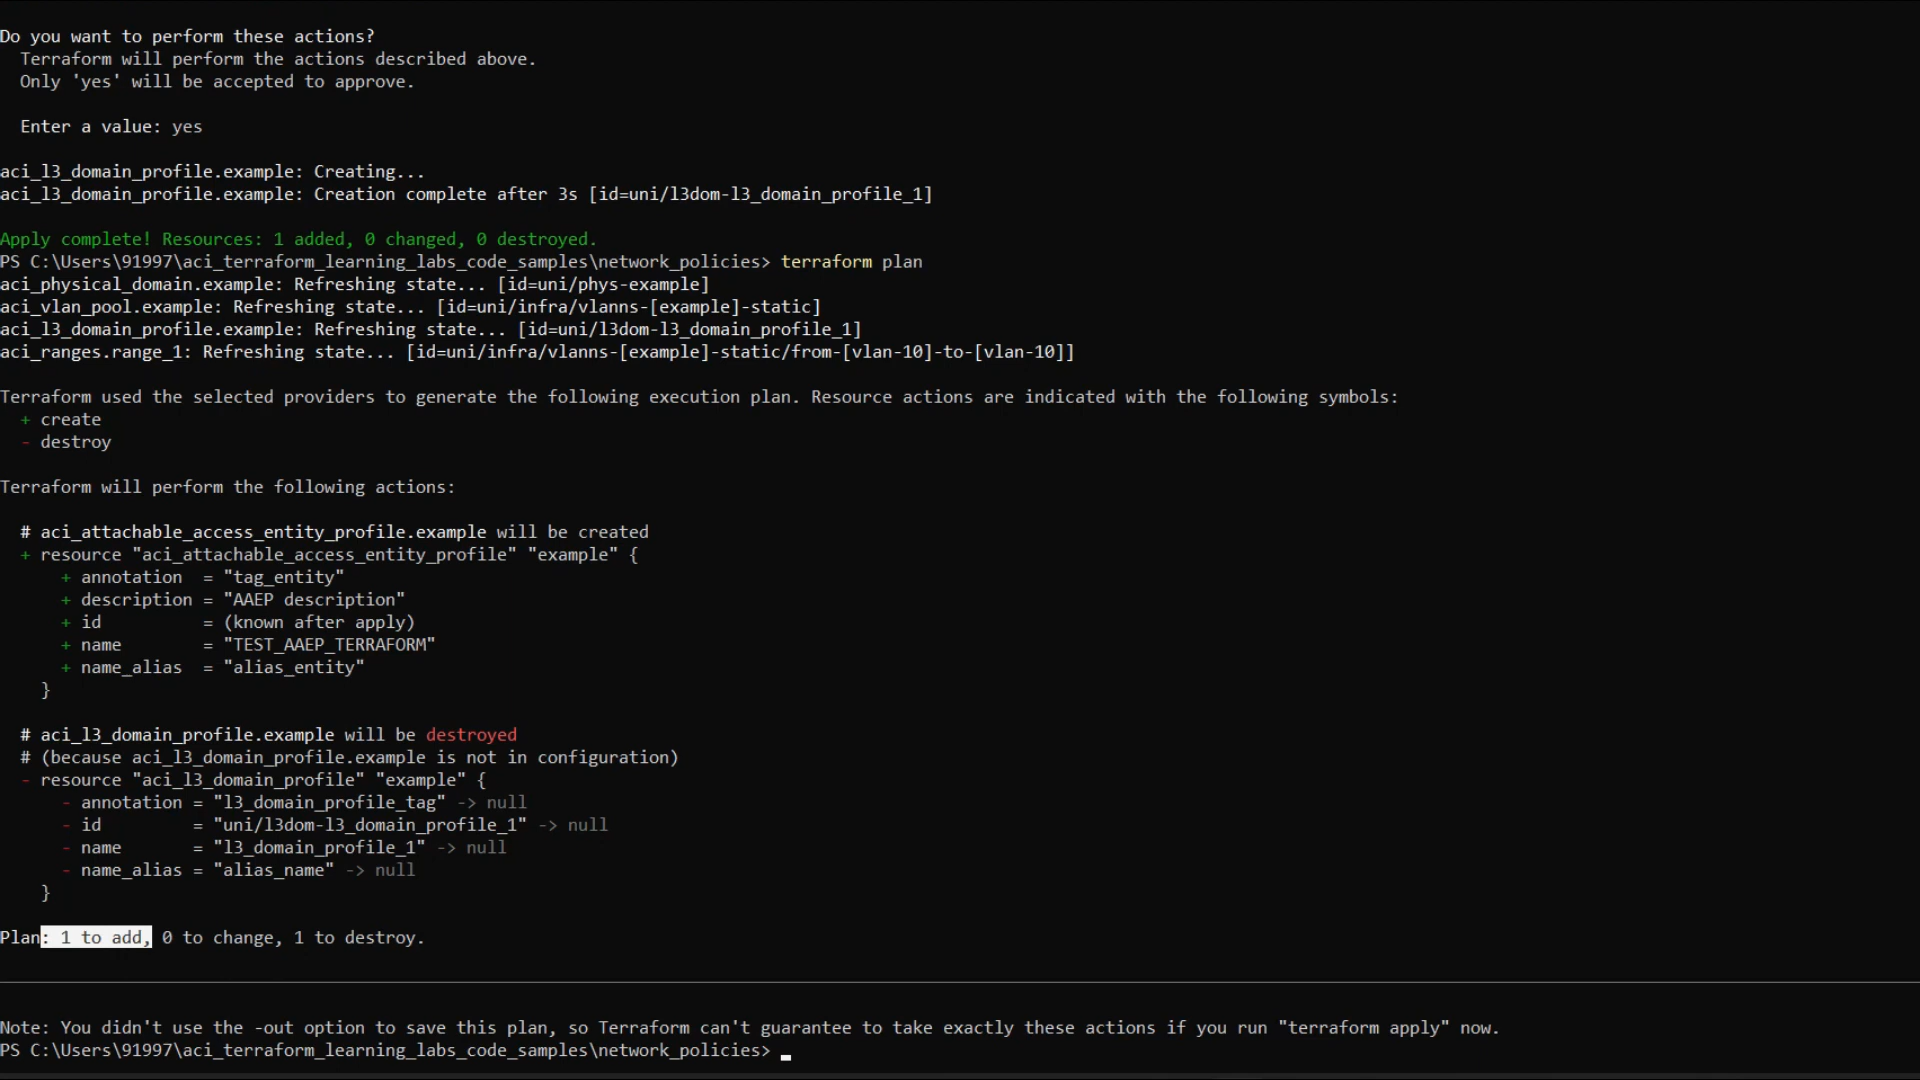 Do you want to perform these actions?
  Terraform will perform the actions described above.
  Only 'yes' will be accepted to approve.
  Enter a value: yes
aci_l3_domain_profile.example: Creating...
aci_l3_domain_profile.example: Creation complete after 3s [id=uni/l3dom-l3_domain_profile_1]
Apply complete! Resources: 1 added, 0 changed, 0 destroyed.
PS C:\Users\91997\aci_terraform_learning_labs_code_samples\network_policies> terraform plan
aci_physical_domain.example: Refreshing state... [id=uni/phys-example]
aci_vlan_pool.example: Refreshing state... [id=uni/infra/vlanns-[example]-static]
aci_l3_domain_profile.example: Refreshing state... [id=uni/l3dom-l3_domain_profile_1]
aci_ranges.range_1: Refreshing state... [id=uni/infra/vlanns-[example]-static/from-[vlan-10]-to-[vlan-10]]
Terraform used the selected providers to generate the following execution plan. Resource actions are indicated with the following symbols:
  + create
  - destroy
Terraform will perform the following actions:
  # aci_attachable_access_entity_profile.example will be created
  + resource "aci_attachable_access_entity_profile" "example" {
      + annotation  = "tag_entity"
      + description = "AAEP description"
      + id          = (known after apply)
      + name        = "TEST_AAEP_TERRAFORM"
      + name_alias  = "alias_entity"
    }
  # aci_l3_domain_profile.example will be destroyed
  # (because aci_l3_domain_profile.example is not in configuration)
  - resource "aci_l3_domain_profile" "example" {
      - annotation = "l3_domain_profile_tag" -> null
      - id         = "uni/l3dom-l3_domain_profile_1" -> null
      - name       = "l3_domain_profile_1" -> null
      - name_alias = "alias_name" -> null
    }
Plan: 1 to add, 0 to change, 1 to destroy.
Note: You didn't use the -out option to save this plan, so Terraform can't guarantee to take exactly these actions if you run "terraform apply" now.
PS C:\Users\91997\aci_terraform_learning_labs_code_samples\network_policies>